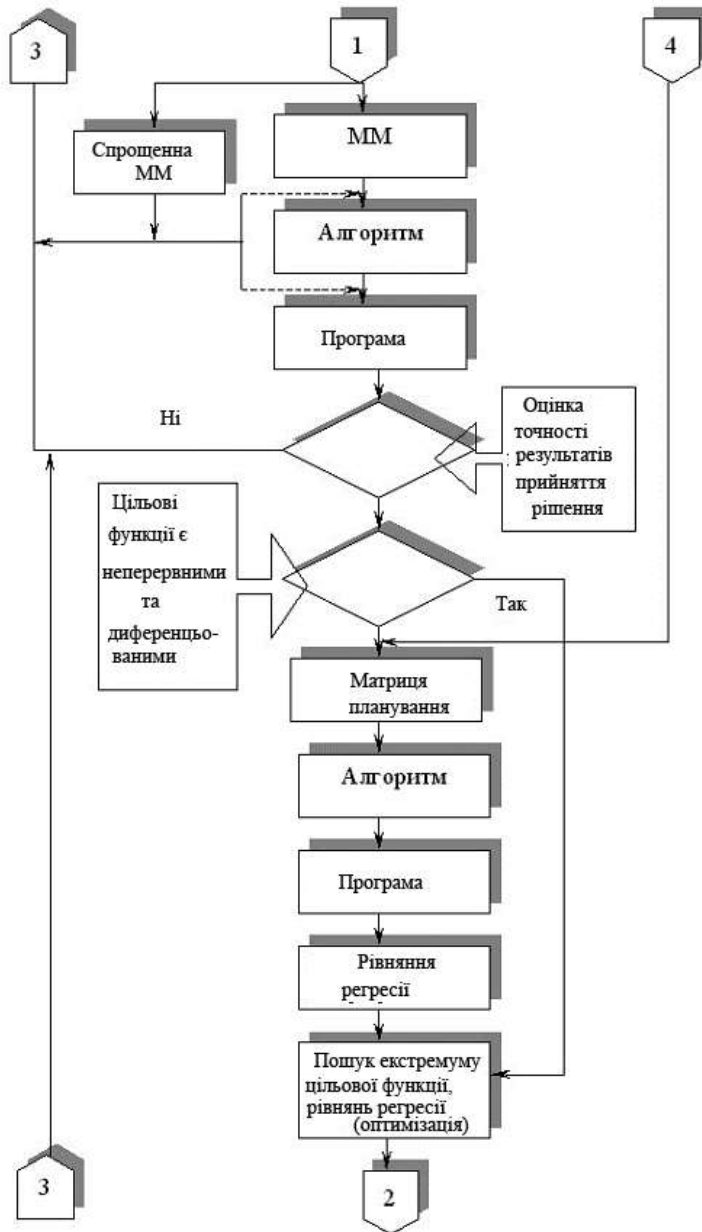 3
1
4
Спрощенна
ММ
ММ
Алгоритм
Програма
Ні
Оцінка
точності
результатів
прийняття
рішення
Цільові
функції є
неперервними
та
диференцьо-
ваними
Так
Матриця
планування
Алгоритм
Програма
Рівняння
регресії
Пошук екстремуму
цільової функції,
рівнянь регресії
(оптимізація)
3
2